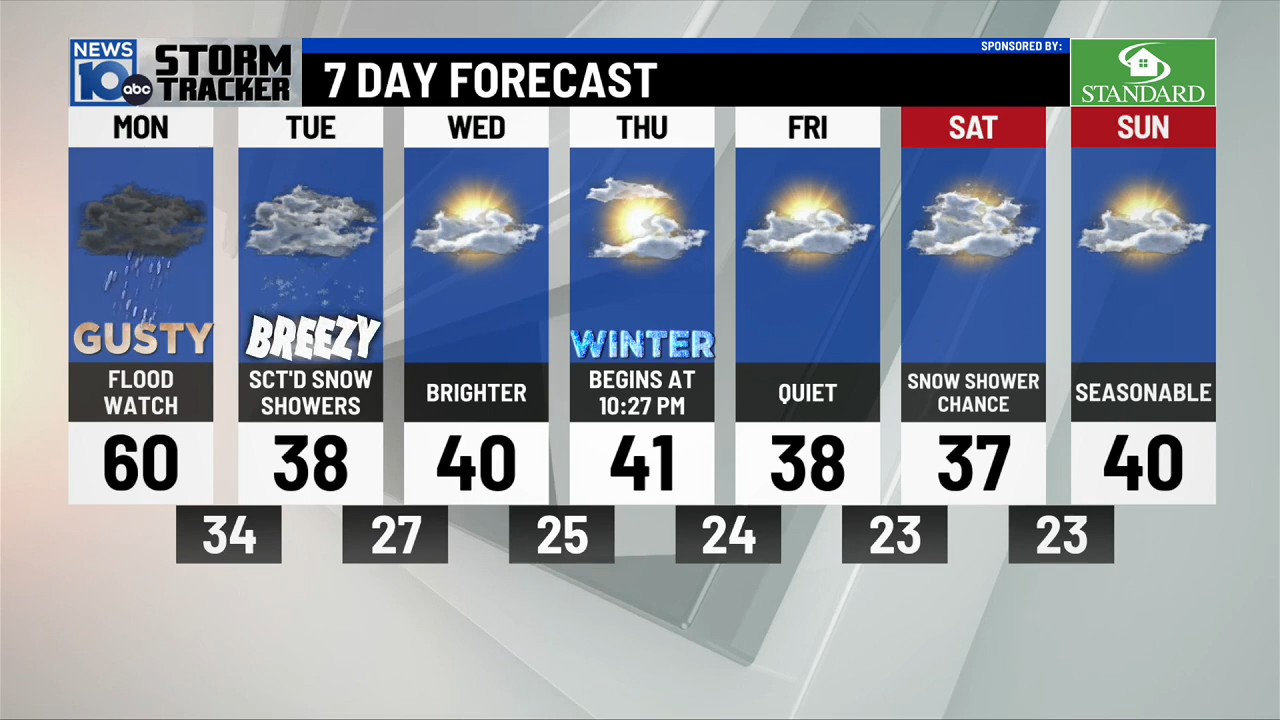 NEWS
10
abc
STORM
TRACKER
7 DAY FORECAST
SPONSORED BY:
STANDARD
MON TUE WED THU FRI SAT SUN
GUSTY BREEZY WINTER
FLOOD
WATCH
SCT'D SNOW
SHOWERS
BRIGHTER
BEGINS AT
10:27 PM
QUIET
SNOW SHOWER
CHANCE
SEASONABLE
60 38 40 41 38 37 40
34 27 25 24 23 23